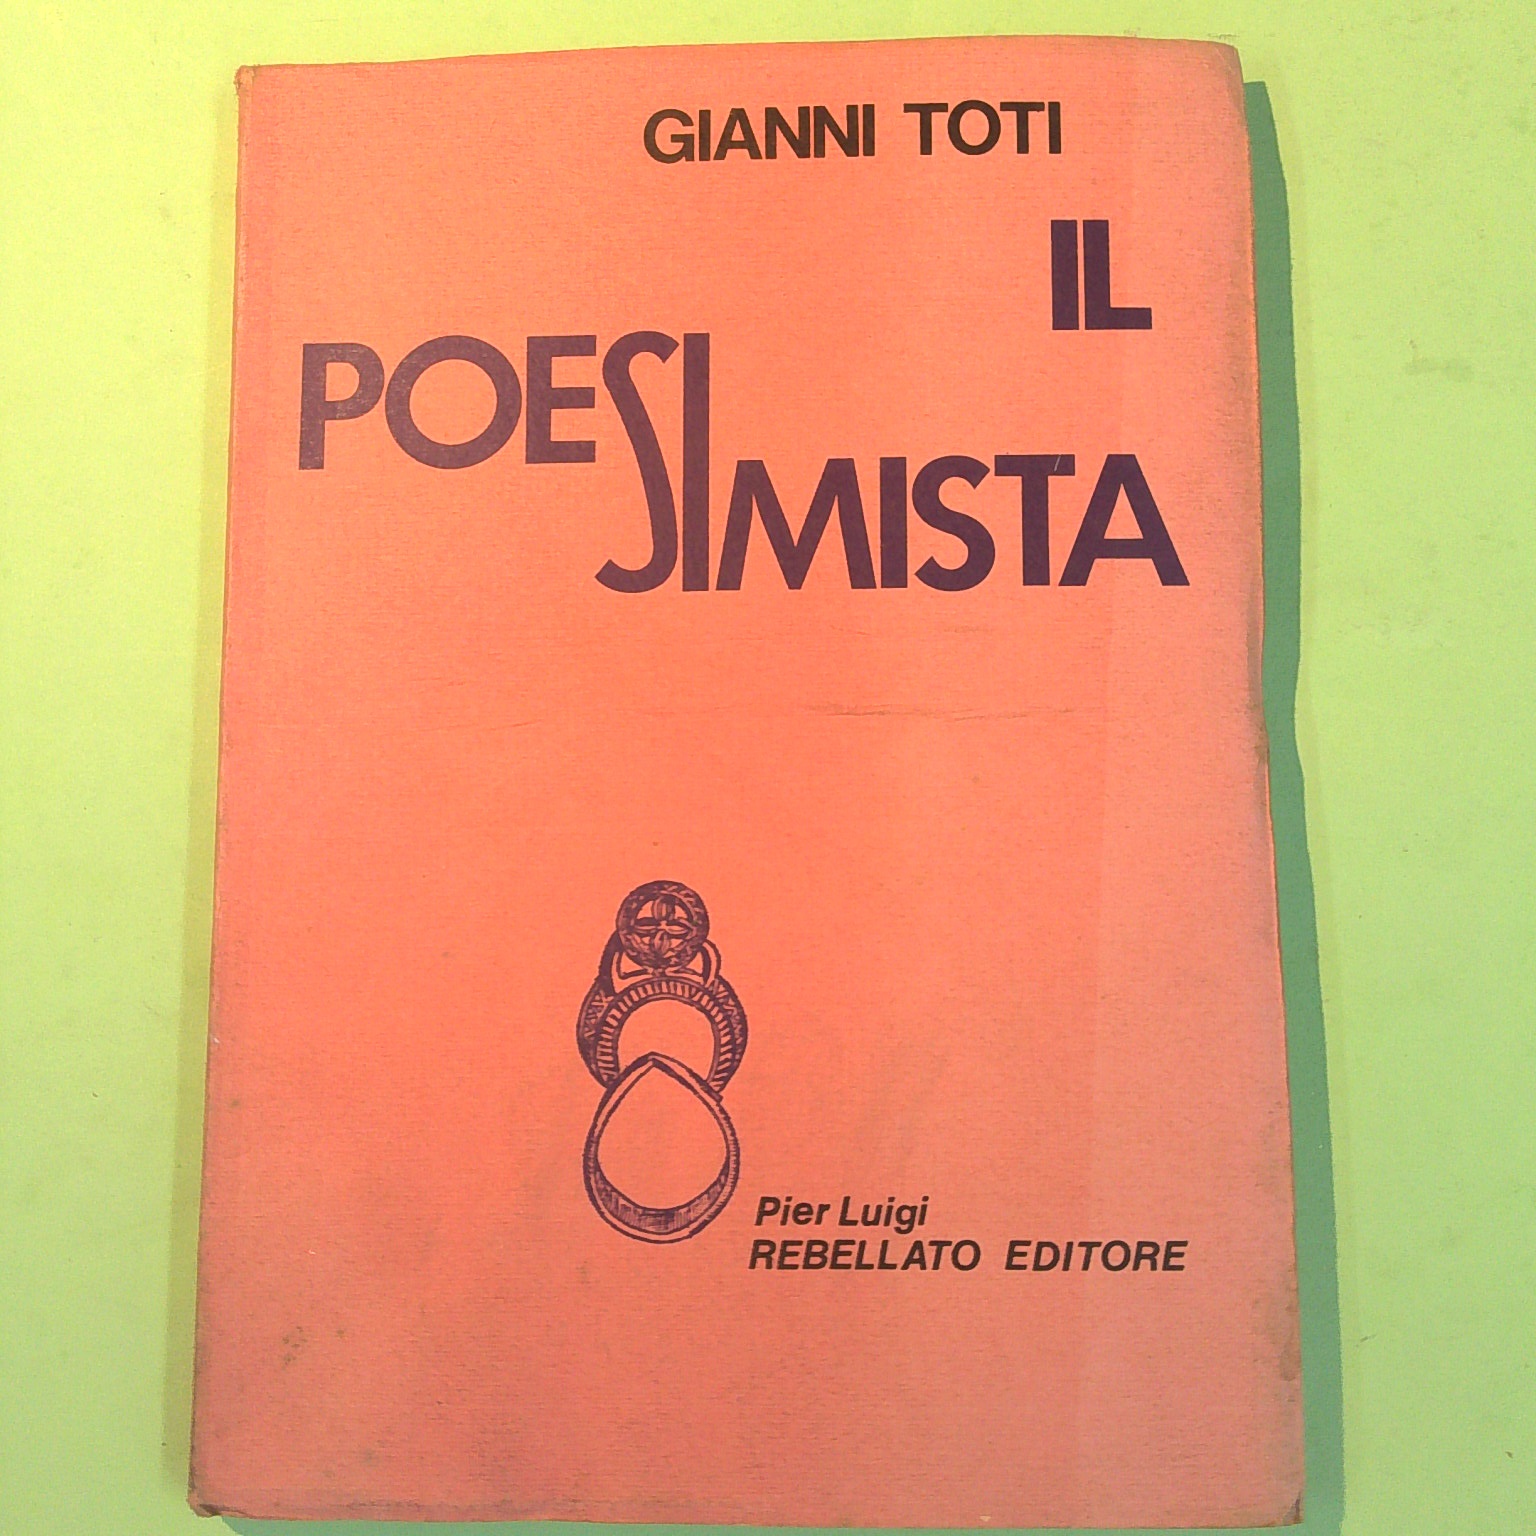 GIANNI TOTI
IL
POESIMISTA
Pier Luigi
REBELLATO EDITORE